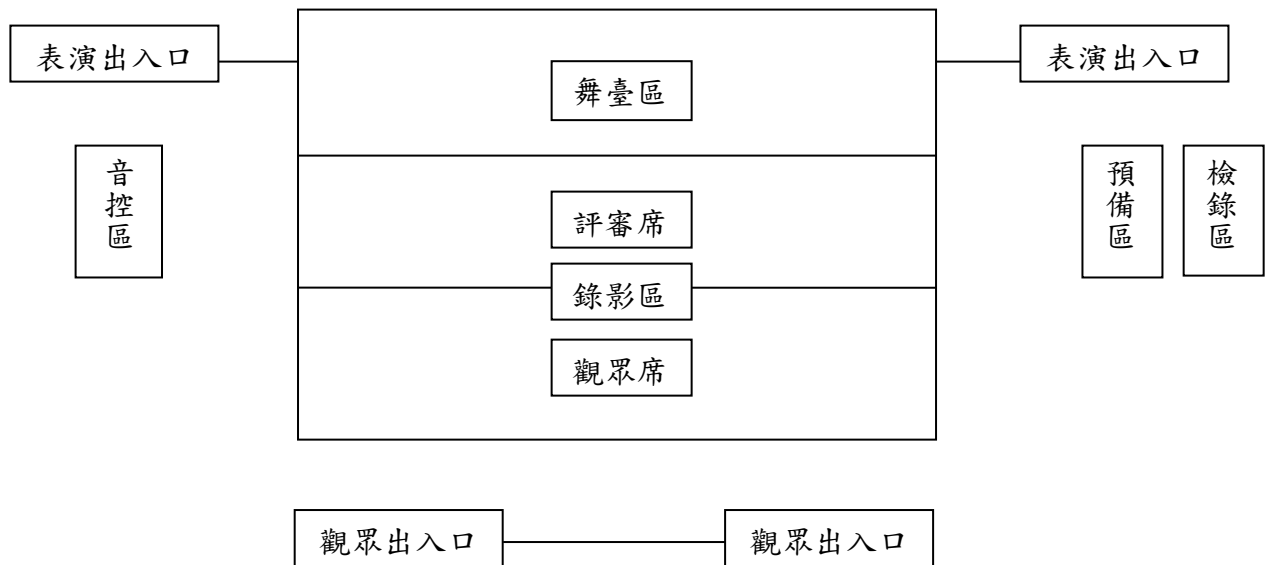 表演出入口
表演出入口
舞臺區
音控區
預備區
檢錄區
評審席
錄影區
觀眾席
觀眾出入口
觀眾出入口